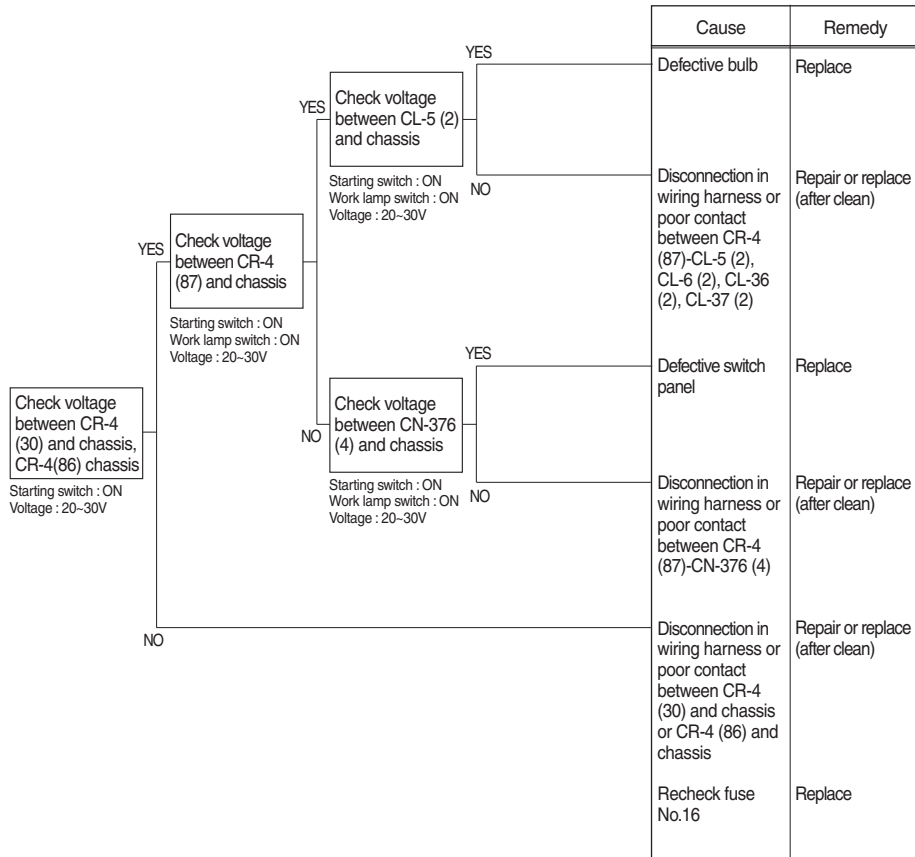 Cause
Remedy
YES
Defective bulb
Replace
YES
Check voltage
between CL-5 (2)
and chassis
Starting switch : ON
Work lamp switch : ON
Voltage : 20~30V
NO
Disconnection in
wiring harness or
poor contact
between CR-4
(87)-CL-5 (2),
CL-6 (2), CL-36
(2), CL-37 (2)
Repair or replace
(after clean)
YES
Check voltage
between CR-4
(87) and chassis
Starting switch : ON
Work lamp switch : ON
Voltage : 20~30V
YES
Defective switch
panel
Replace
NO
Check voltage
between CN-376
(4) and chassis
Starting switch : ON
Work lamp switch : ON
Voltage : 20~30V
NO
Disconnection in
wiring harness or
poor contact
between CR-4
(87)-CN-376 (4)
Repair or replace
(after clean)
Check voltage
between CR-4
(30) and chassis,
CR-4(86) chassis
Starting switch : ON
Voltage : 20~30V
NO
Disconnection in
wiring harness or
poor contact
between CR-4
(30) and chassis
or CR-4 (86) and
chassis
Repair or replace
(after clean)
Recheck fuse
No.16
Replace